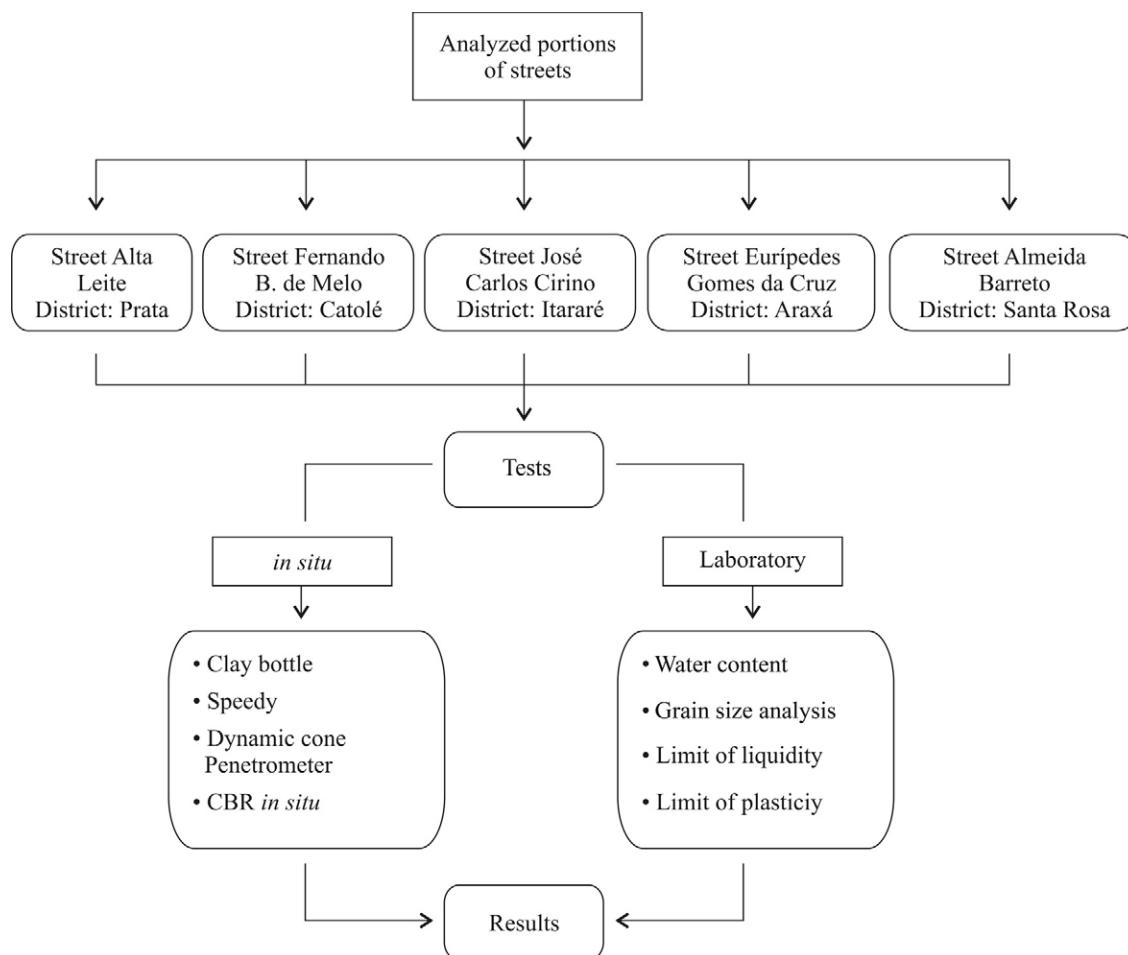 Analyzed portions
of streets
Street Alta
Leite
District: Prata
Street Fernando
B. de Melo
District: Catolé
Street José
Carlos Cirino
District: Itararé
Street Eurípedes
Gomes da Cruz
District: Araxá
Street Almeida
Barreto
District: Santa Rosa
Tests
in situ
Laboratory
• Clay bottle
• Speedy
• Dynamic cone
Penetrometer
• CBR in situ
• Water content
• Grain size analysis
• Limit of liquidity
• Limit of plasticiy
Results